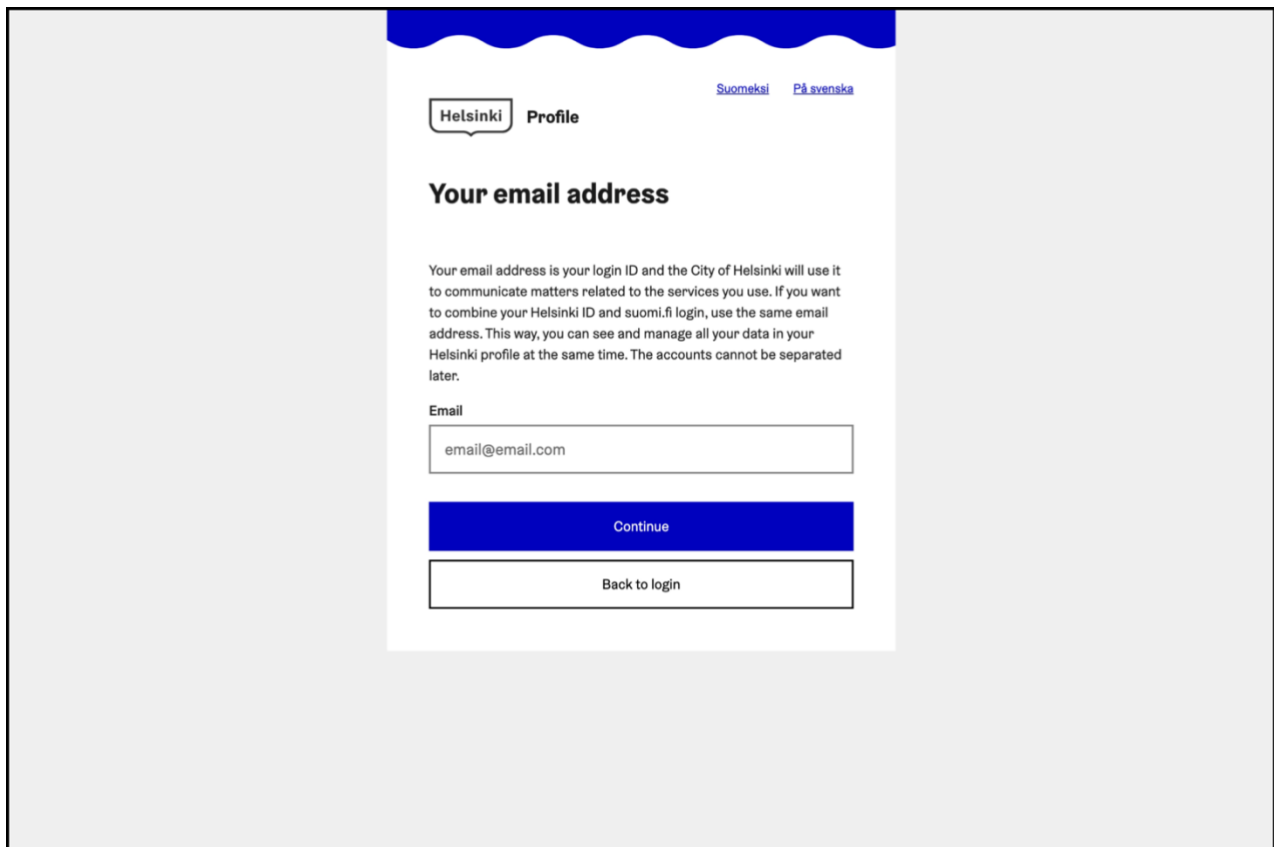 Suomeksi På svenska
Helsinki Profile
Your email address
Your email address is your login ID and the City of Helsinki will use it
to communicate matters related to the services you use. If you want
to combine your Helsinki ID and suomi.fi login, use the same email
address. This way, you can see and manage all your data in your
Helsinki profile at the same time. The accounts cannot be separated
later.
Email
email@email.com
Continue
Back to login